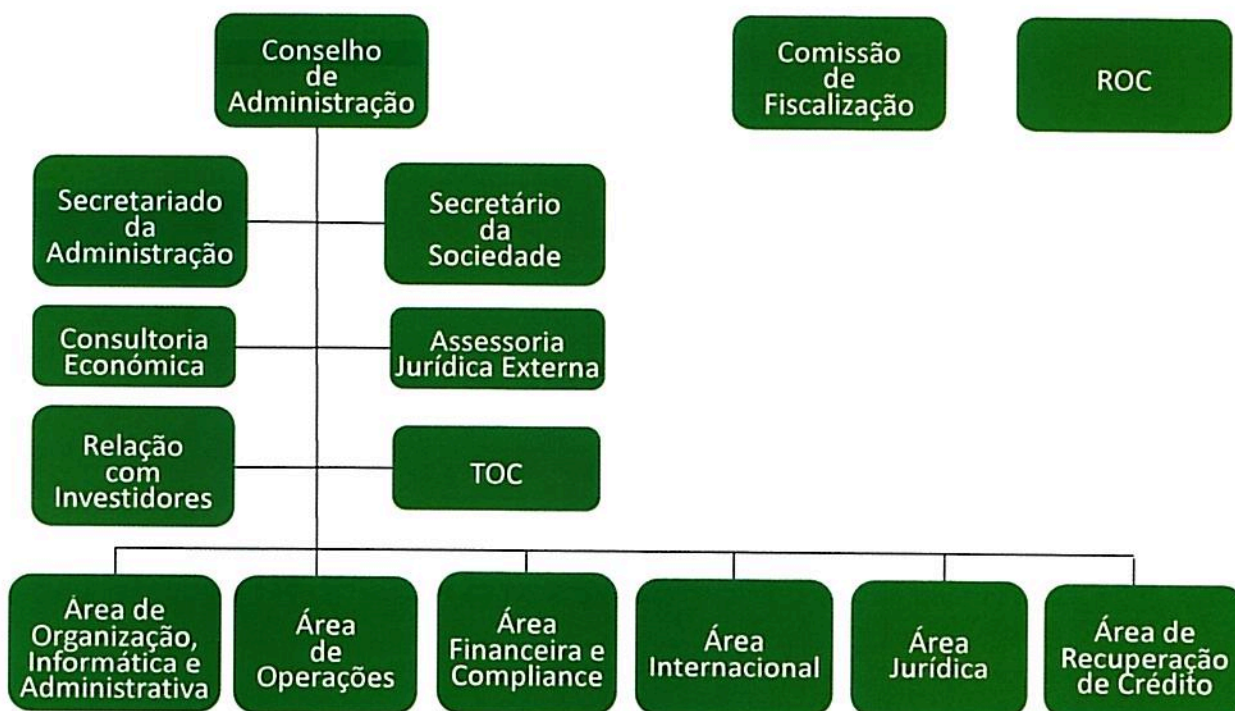 Conselho
de
Administração
Comissão
de
Fiscalização
ROC
Secretariado
da
Administração
Secretário
da
Sociedade
Consultoria
Económica
Assessoria
Jurídica Externa
Relação
com
Investidores
TOC
Área de
Organização,
Informática e
Administrativa
Área
de
Operações
Área
Financeira e
Compliance
Área
Internacional
Área
Jurídica
Área de
Recuperação
de Crédito